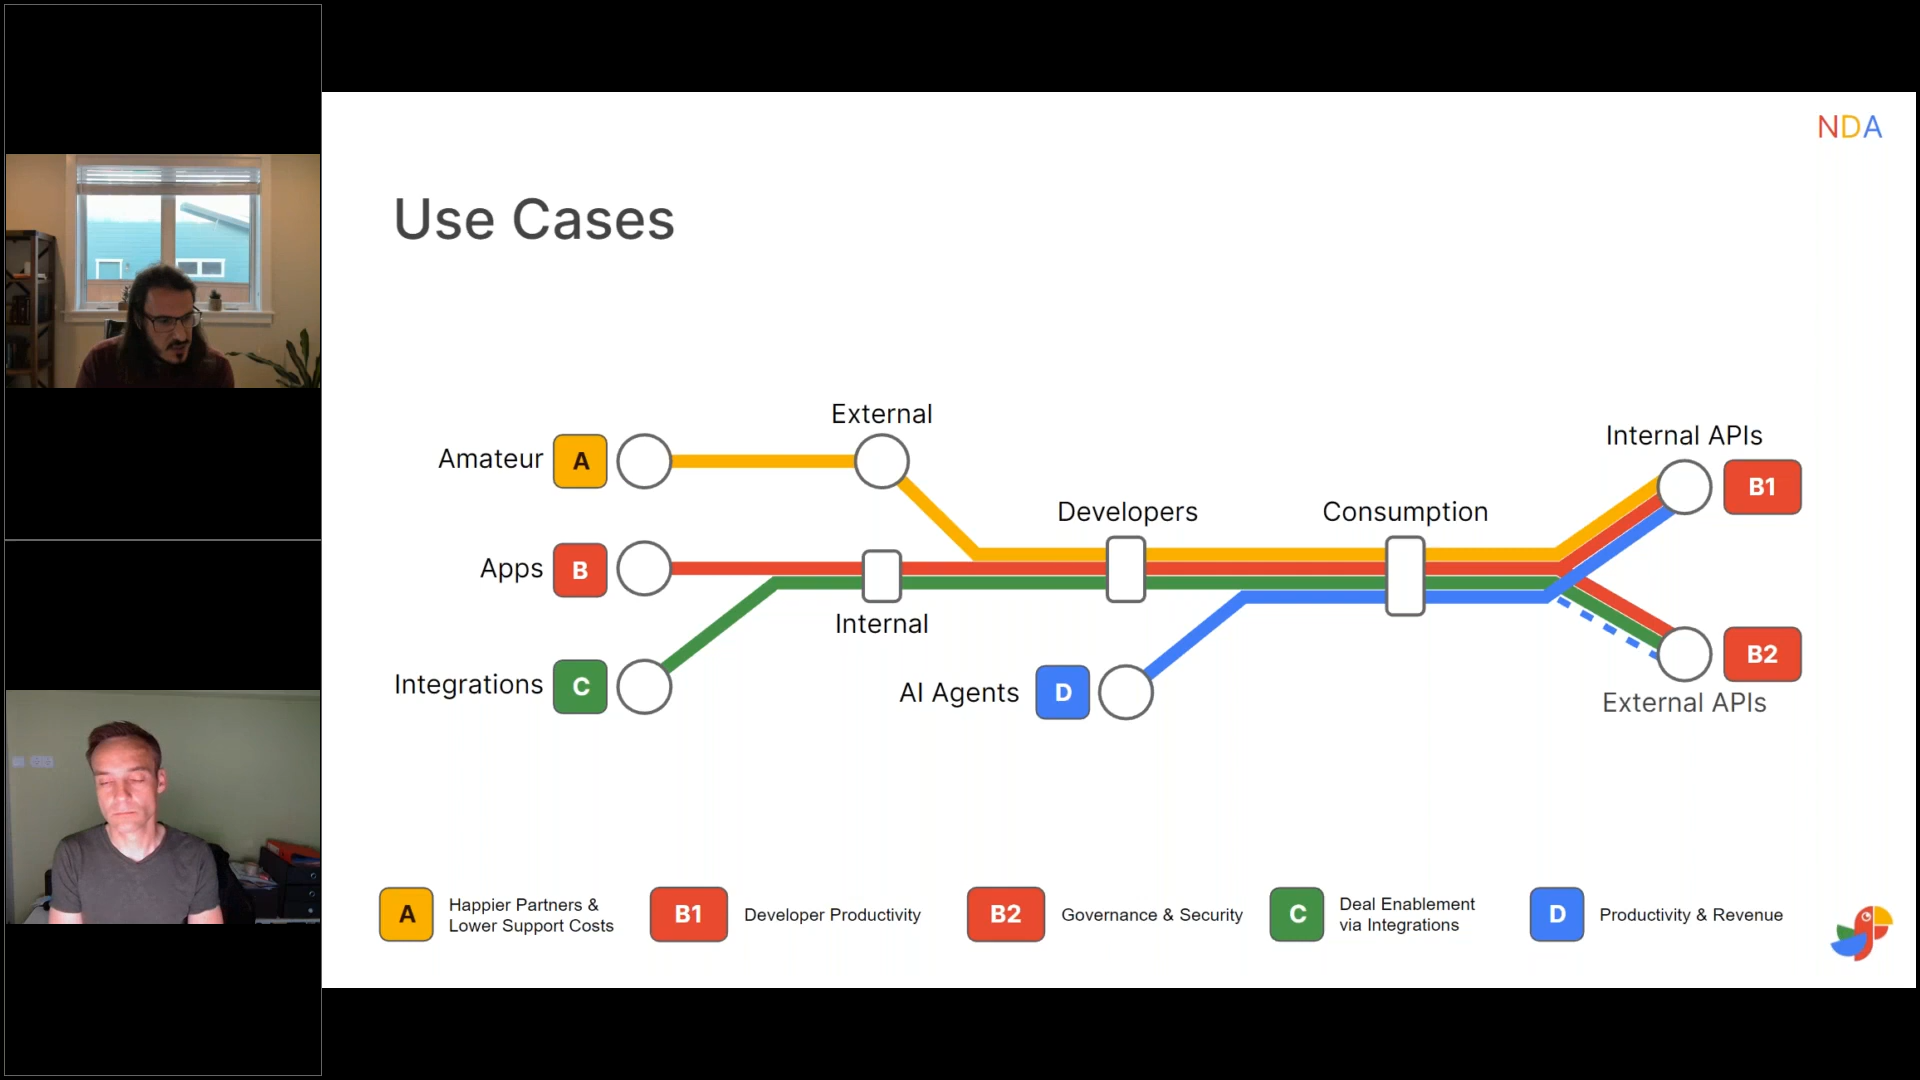 NDA
Use Cases
External
Amateur A
Internal APIs
B1
Developers
Consumption
Apps B
Internal
Integrations C
AI Agents D
B2
External APIs
A Happier Partners &
Lower Support Costs
B1 Developer Productivity
B2 Governance & Security
C Deal Enablement
via Integrations
D Productivity & Revenue